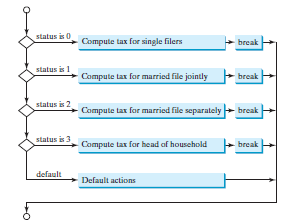 status is 0 Compute tax for single filers break
status is 1 Compute tax for married file jointly break
status is 2 Compute tax for married file separately break
status is 3 Compute tax for head of household break
default Default actions